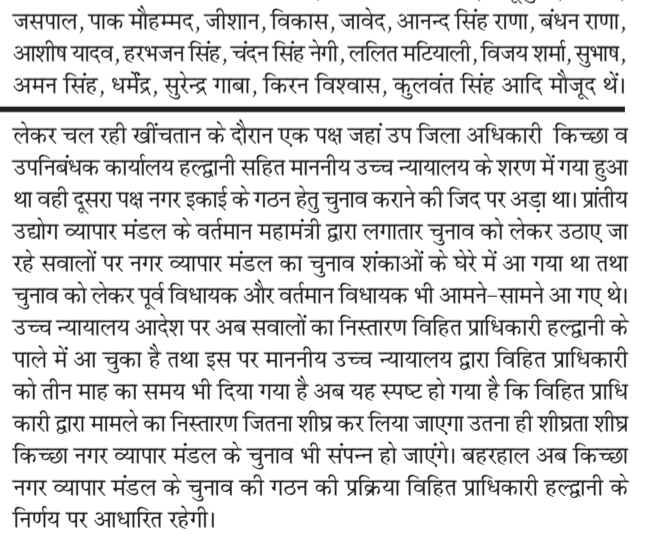 जसपाल, पाक मौहम्मद, जीशान, विकास, जावेद, आनन्द सिंह राणा, बंधन राणा,
आशीष यादव, हरभजन सिंह, चंदन सिंह नेगी, ललित मटियाली, विजय शर्मा, सुभाष,
अमन सिंह, धर्मेंद्र, सुरेन्द्र गाबा, किरन विश्वास, कुलवंत सिंह आदि मौजूद थें।
लेकर चल रही खींचतान के दौरान एक पक्ष जहां उप जिला अधिकारी किच्छा व
उपनिबंधक कार्यालय हल्द्वानी सहित माननीय उच्च न्यायालय के शरण में गया हुआ
था वही दूसरा पक्ष नगर इकाई के गठन हेतु चुनाव कराने की जिद पर अड़ा था। प्रांतीय
उद्योग व्यापार मंडल के वर्तमान महामंत्री द्वारा लगातार चुनाव को लेकर उठाए जा
रहे सवालों पर नगर व्यापार मंडल का चुनाव शंकाओं के घेरे में आ गया था तथा
चुनाव को लेकर पूर्व विधायक और वर्तमान विधायक भी आमने-सामने आ गए थे।
उच्च न्यायालय आदेश पर अब सवालों का निस्तारण विहित प्राधिकारी हल्द्वानी के
पाले में आ चुका है तथा इस पर माननीय उच्च न्यायालय द्वारा विहित प्राधिकारी
को तीन माह का समय भी दिया गया है अब यह स्पष्ट हो गया है कि विहित प्राधि
कारी द्वारा मामले का निस्तारण जितना शीघ्र कर लिया जाएगा उतना ही शीघ्रता शीघ्र
किच्छा नगर व्यापार मंडल के चुनाव भी संपन्न हो जाएंगे। बहरहाल अब किच्छा
नगर व्यापार मंडल के चुनाव की गठन की प्रक्रिया विहित प्राधिकारी हल्द्वानी के
निर्णय पर आधारित रहेगी।